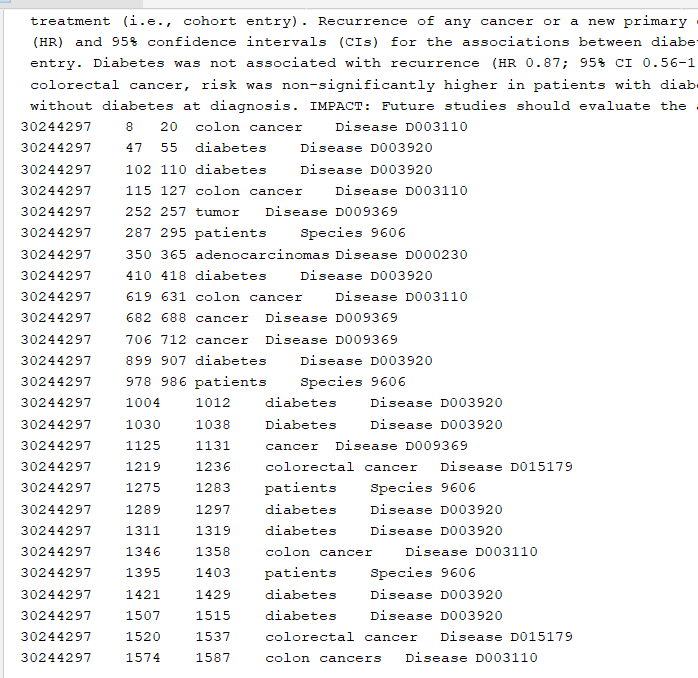 treatment (i.e., cohort entry). Recurrence of any cancer or a new primary
(HR) and 95% confidence intervals (CIs) for the associations between diabe
entry. Diabetes was not associated with recurrence (HR 0.87; 95% CI 0.56-1
colorectal cancer, risk was non-significantly higher in patients with diab
without diabetes at diagnosis. IMPACT: Future studies should evaluate the
30244297 8 20 colon cancer Disease D003110
30244297 47 55 diabetes Disease D003920
30244297 102 110 diabetes Disease D003920
30244297 115 127 colon cancer Disease D003110
30244297 252 257 tumor Disease D009369
30244297 287 295 patients Species 9606
30244297 350 365 adenocarcinomas Disease D000230
30244297 410 418 diabetes Disease D003920
30244297 619 631 colon cancer Disease D003110
30244297 682 688 cancer Disease D009369
30244297 706 712 cancer Disease D009369
30244297 899 907 diabetes Disease D003920
30244297 978 986 patients Species 9606
30244297 1004 1012 diabetes Disease D003920
30244297 1030 1038 Diabetes Disease D003920
30244297 1125 1131 cancer Disease D009369
30244297 1219 1236 colorectal cancer Disease D015179
30244297 1275 1283 patients Species 9606
30244297 1289 1297 diabetes Disease D003920
30244297 1311 1319 diabetes Disease D003920
30244297 1346 1358 colon cancer Disease D003110
30244297 1395 1403 patients Species 9606
30244297 1421 1429 diabetes Disease D003920
30244297 1507 1515 diabetes Disease D003920
30244297 1520 1537 colorectal cancer Disease D015179
30244297 1574 1587 colon cancers Disease D003110